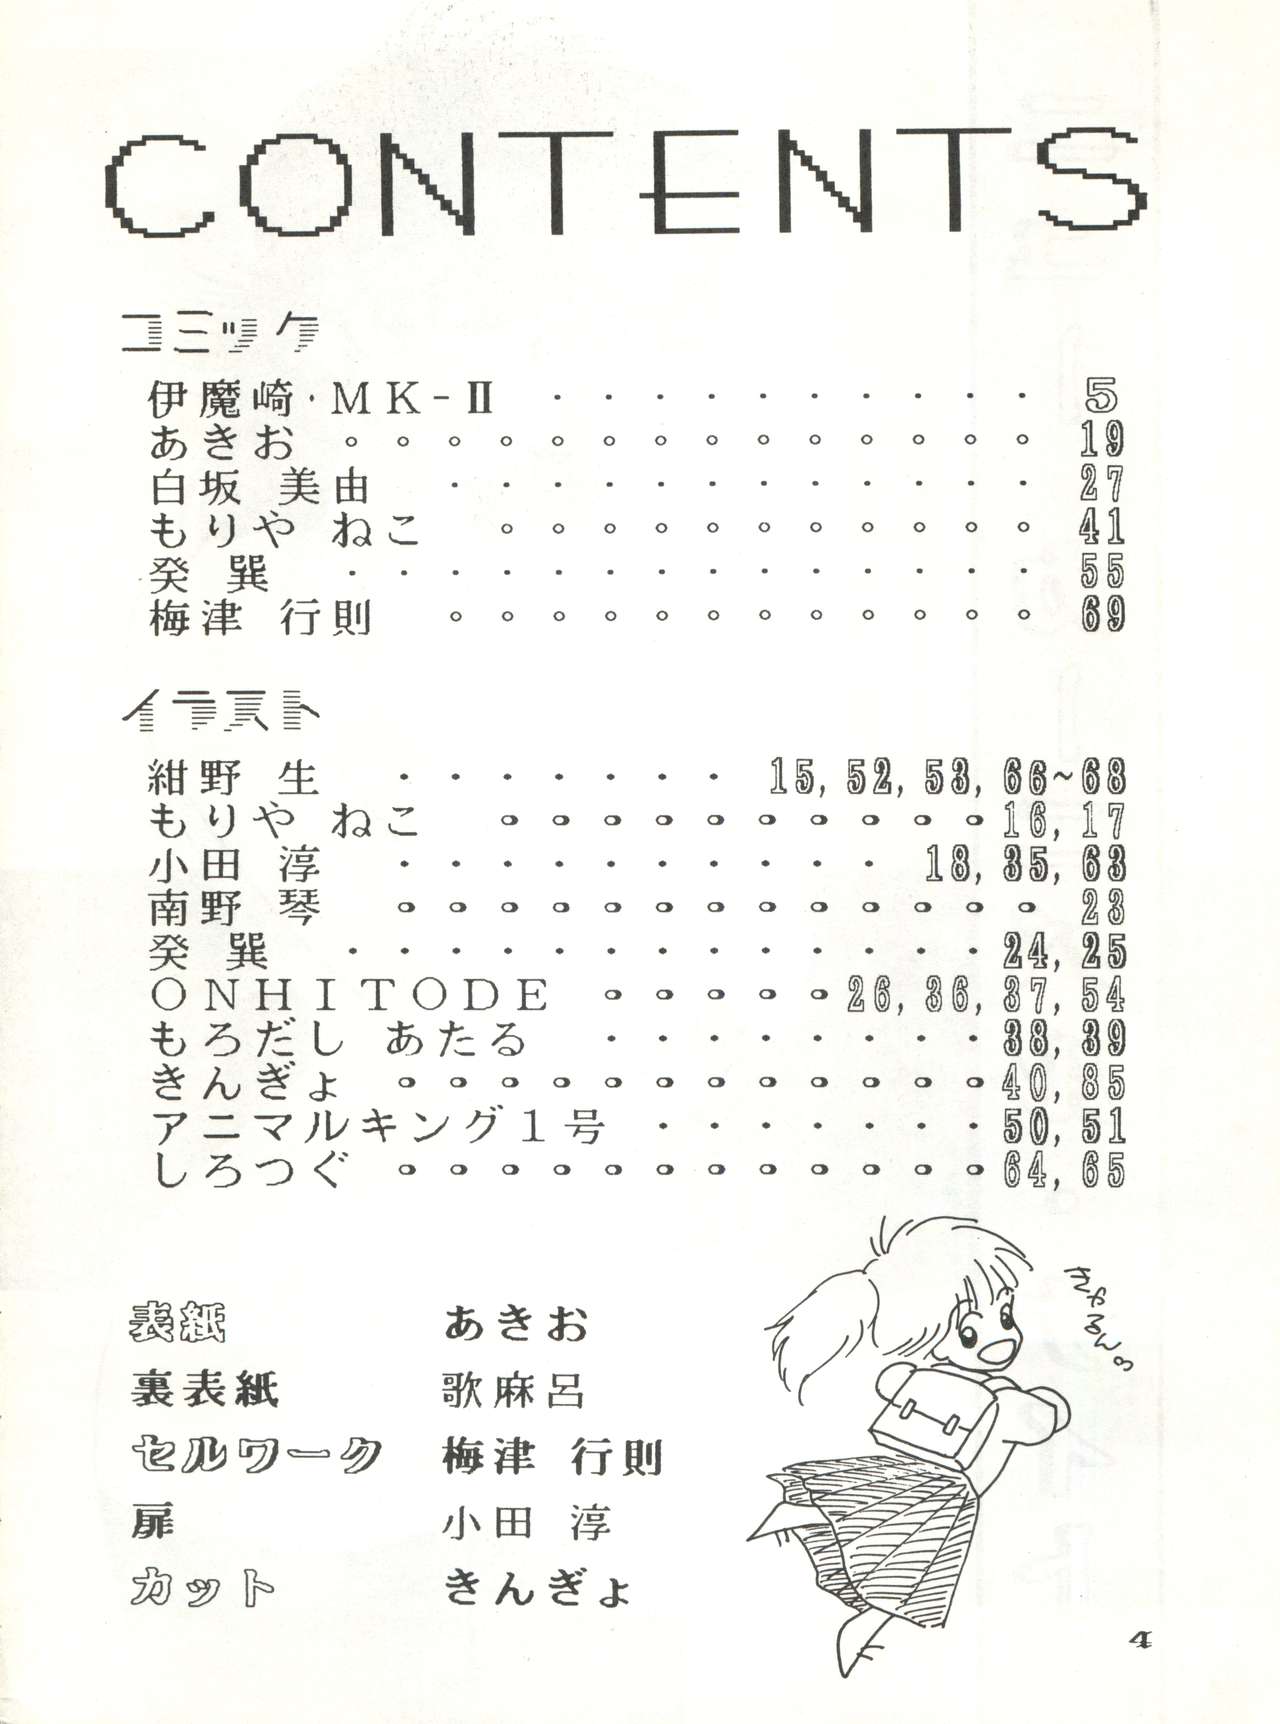 CONTENTS
コミック
伊魔崎・MK-Ⅱ ・・・・・・・・・・ 5
あきお 。。。。。。。。。。。。。。 19
白坂 美由 ・・・・・・・・・・・・ 27
もりや ねこ 。。。。。。。。。。。 41
癸 巽 ・・・・・・・・・・・・・・ 55
梅津 行則 。。。。。。。。。。。。 69
イラスト
紺野 生 ・・・・・・・ 15,52,53,66~68
もりや ねこ 。。。。。。。。。。16,17
小田 淳 ・・・・・・・・・・ 18,35,63
南野 琴 。。。。。。。。。。。。。 23
癸 巽 ・・・・・・・・・・・・・24,25
ONHITODE 。。。。。26,36,37,54
もろだし あたる ・・・・・・・・38,39
きんぎょ 。。。。。。。。。。。。40,85
アニマルキング1号 ・・・・・・・50,51
しろつぐ 。。。。。。。。。。。。64,65
きゃるん。
表紙 あきお
裏表紙 歌麻呂
セルワーク 梅津 行則
扉 小田 淳
カット きんぎょ
4